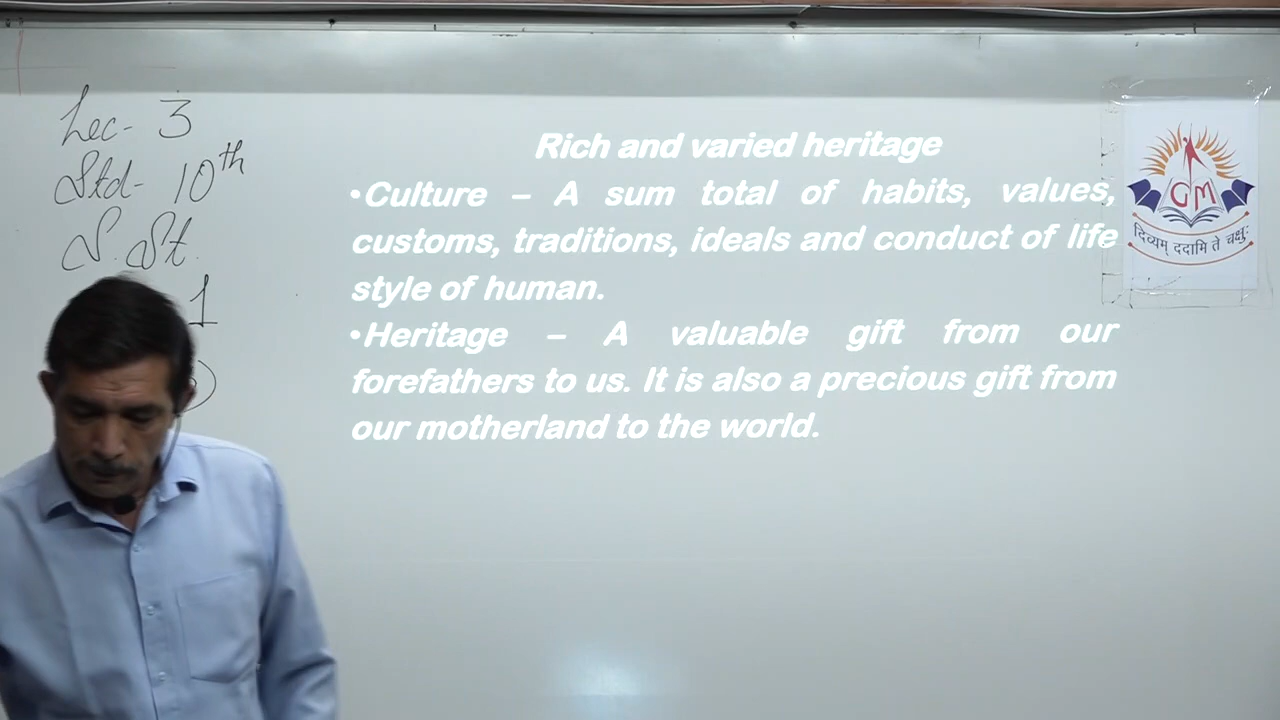 Lec- 3
Std- 10th
S. St.
1
Rich and varied heritage
•Culture – A sum total of habits, values,
customs, traditions, ideals and conduct of life
style of human.
•Heritage – A valuable gift from our
forefathers to us. It is also a precious gift from
our motherland to the world.
GM
दिव्यम् ददामि ते चक्षुः